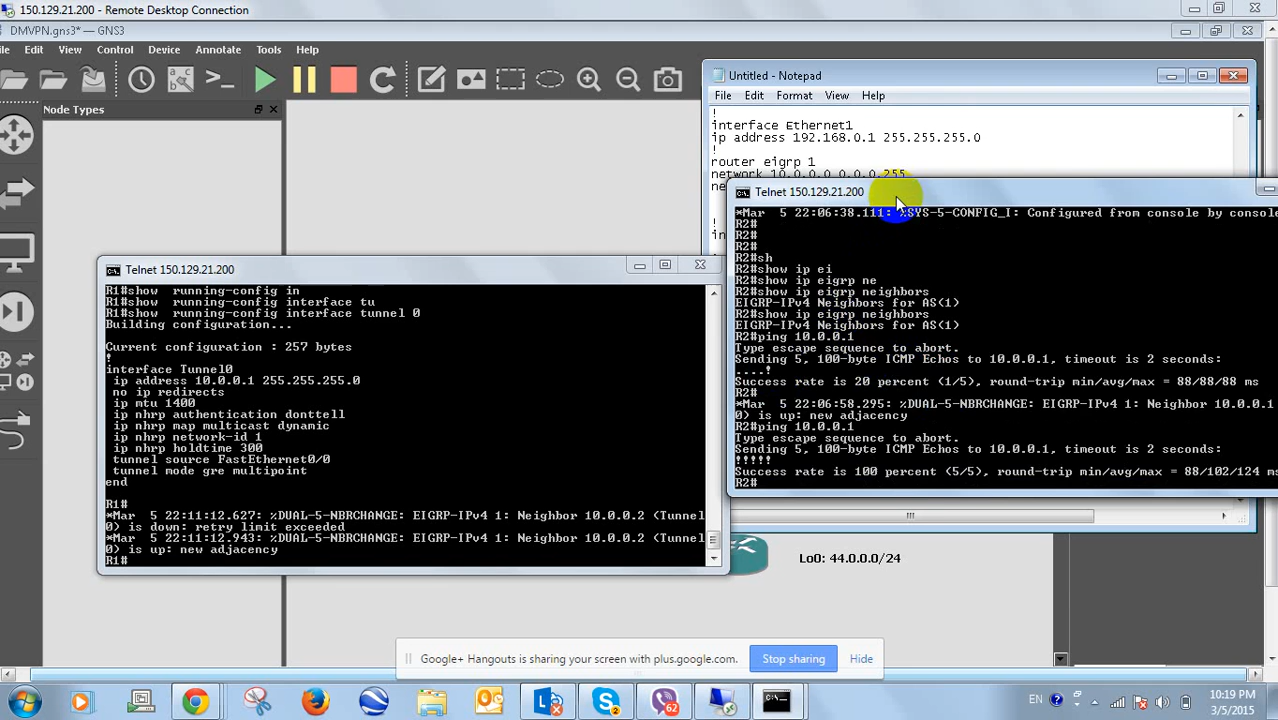 150.129.21.200 - Remote Desktop Connection
DMVPN.gns3* — GNS3
ile Edit View Control Device Annotate Tools Help
Node Types
Untitled - Notepad
File Edit Format View Help
!
interface Ethernet1
ip address 192.168.0.1 255.255.255.0
!
router eigrp 1
network 10.0.0.0 0.0.0.255
ne
!
in
Telnet 150.129.21.200
*Mar  5 22:06:38.111: %SYS-5-CONFIG_I: Configured from console by console
R2#
R2#
R2#
R2#sh
R2#show ip ei
R2#show ip eigrp ne
R2#show ip eigrp neighbors
EIGRP-IPv4 Neighbors for AS(1)
R2#show ip eigrp neighbors
EIGRP-IPv4 Neighbors for AS(1)
R2#ping 10.0.0.1
Type escape sequence to abort.
Sending 5, 100-byte ICMP Echos to 10.0.0.1, timeout is 2 seconds:
....!
Success rate is 20 percent (1/5), round-trip min/avg/max = 88/88/88 ms
R2#
*Mar  5 22:06:58.295: %DUAL-5-NBRCHANGE: EIGRP-IPv4 1: Neighbor 10.0.0.1
0) is up: new adjacency
R2#ping 10.0.0.1
Type escape sequence to abort.
Sending 5, 100-byte ICMP Echos to 10.0.0.1, timeout is 2 seconds:
!!!!!
Success rate is 100 percent (5/5), round-trip min/avg/max = 88/102/124 ms
R2#
Telnet 150.129.21.200
R1#show  running-config in
R1#show  running-config interface tu
R1#show  running-config interface tunnel 0
Building configuration...
Current configuration : 257 bytes
!
interface Tunnel0
 ip address 10.0.0.1 255.255.255.0
 no ip redirects
 ip mtu 1400
 ip nhrp authentication donttell
 ip nhrp map multicast dynamic
 ip nhrp network-id 1
 ip nhrp holdtime 300
 tunnel source FastEthernet0/0
 tunnel mode gre multipoint
end
R1#
*Mar  5 22:11:12.627: %DUAL-5-NBRCHANGE: EIGRP-IPv4 1: Neighbor 10.0.0.2 (Tunnel
0) is down: retry limit exceeded
*Mar  5 22:11:12.943: %DUAL-5-NBRCHANGE: EIGRP-IPv4 1: Neighbor 10.0.0.2 (Tunnel
0) is up: new adjacency
R1#
Lo0: 44.0.0.0/24
Google+ Hangouts is sharing your screen with plus.google.com. Stop sharing Hide
62
2
EN
10:19 PM
3/5/2015